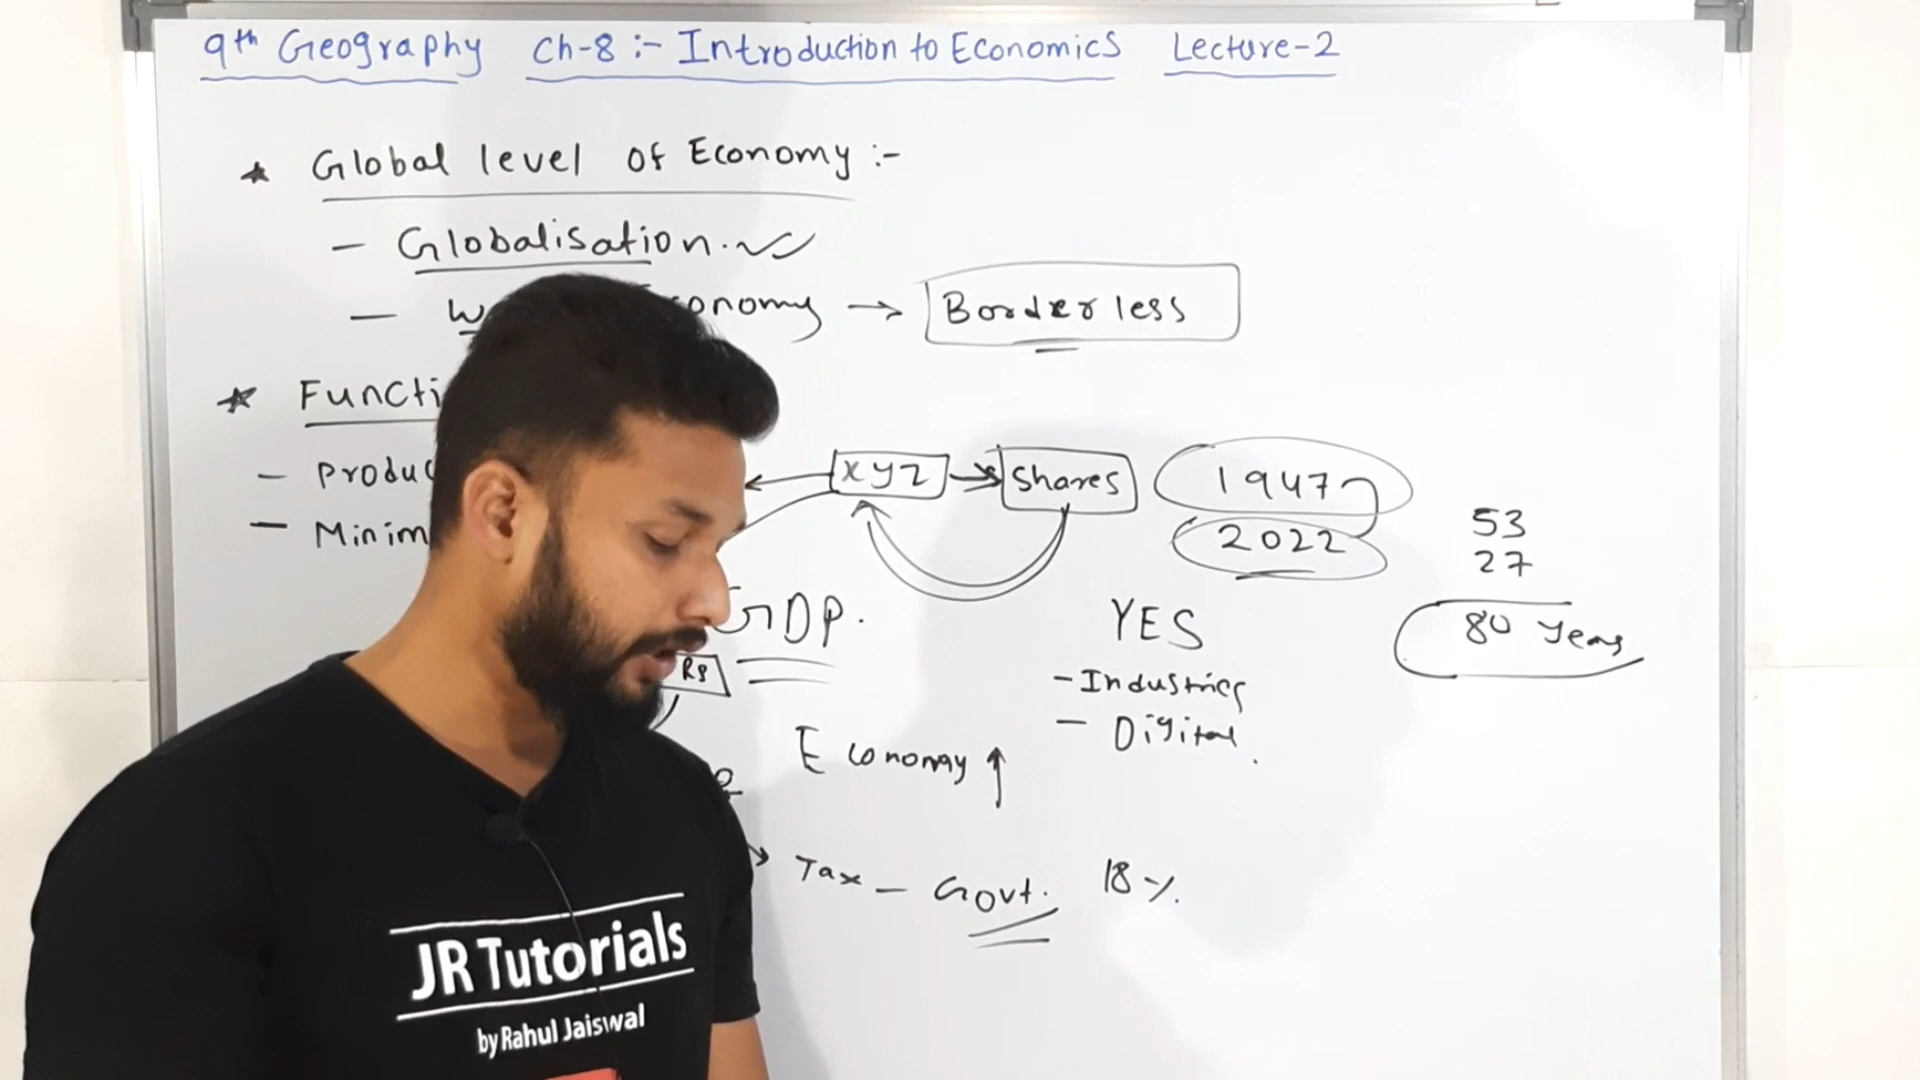 9th Geography Ch-8 :- Introduction to Economics Lecture-2
* Global level of Economy :-
- Globalisation.
- W onomy → Borderless
* Functi
- Produc
- Minim
xyz → Shares
1947
2022
53
27
80 Years
GDP.
Rs
YES
- Industries
- Digital
Economy ↑
Tax - Govt. 18%.
JR Tutorials
by Rahul Jaiswal